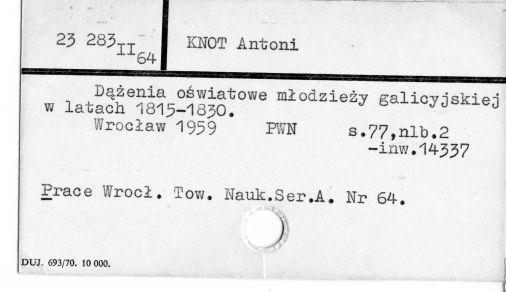 23 283 II 64 KNOT Antoni
Dążenia oświatowe młodzieży galicyjskiej
w latach 1815-1830.
Wrocław 1959 PWN s.77,nlb.2
-inw.14337
Prace Wrocł. Tow. Nauk.Ser.A. Nr 64.
DUJ. 693/70. 10 000.